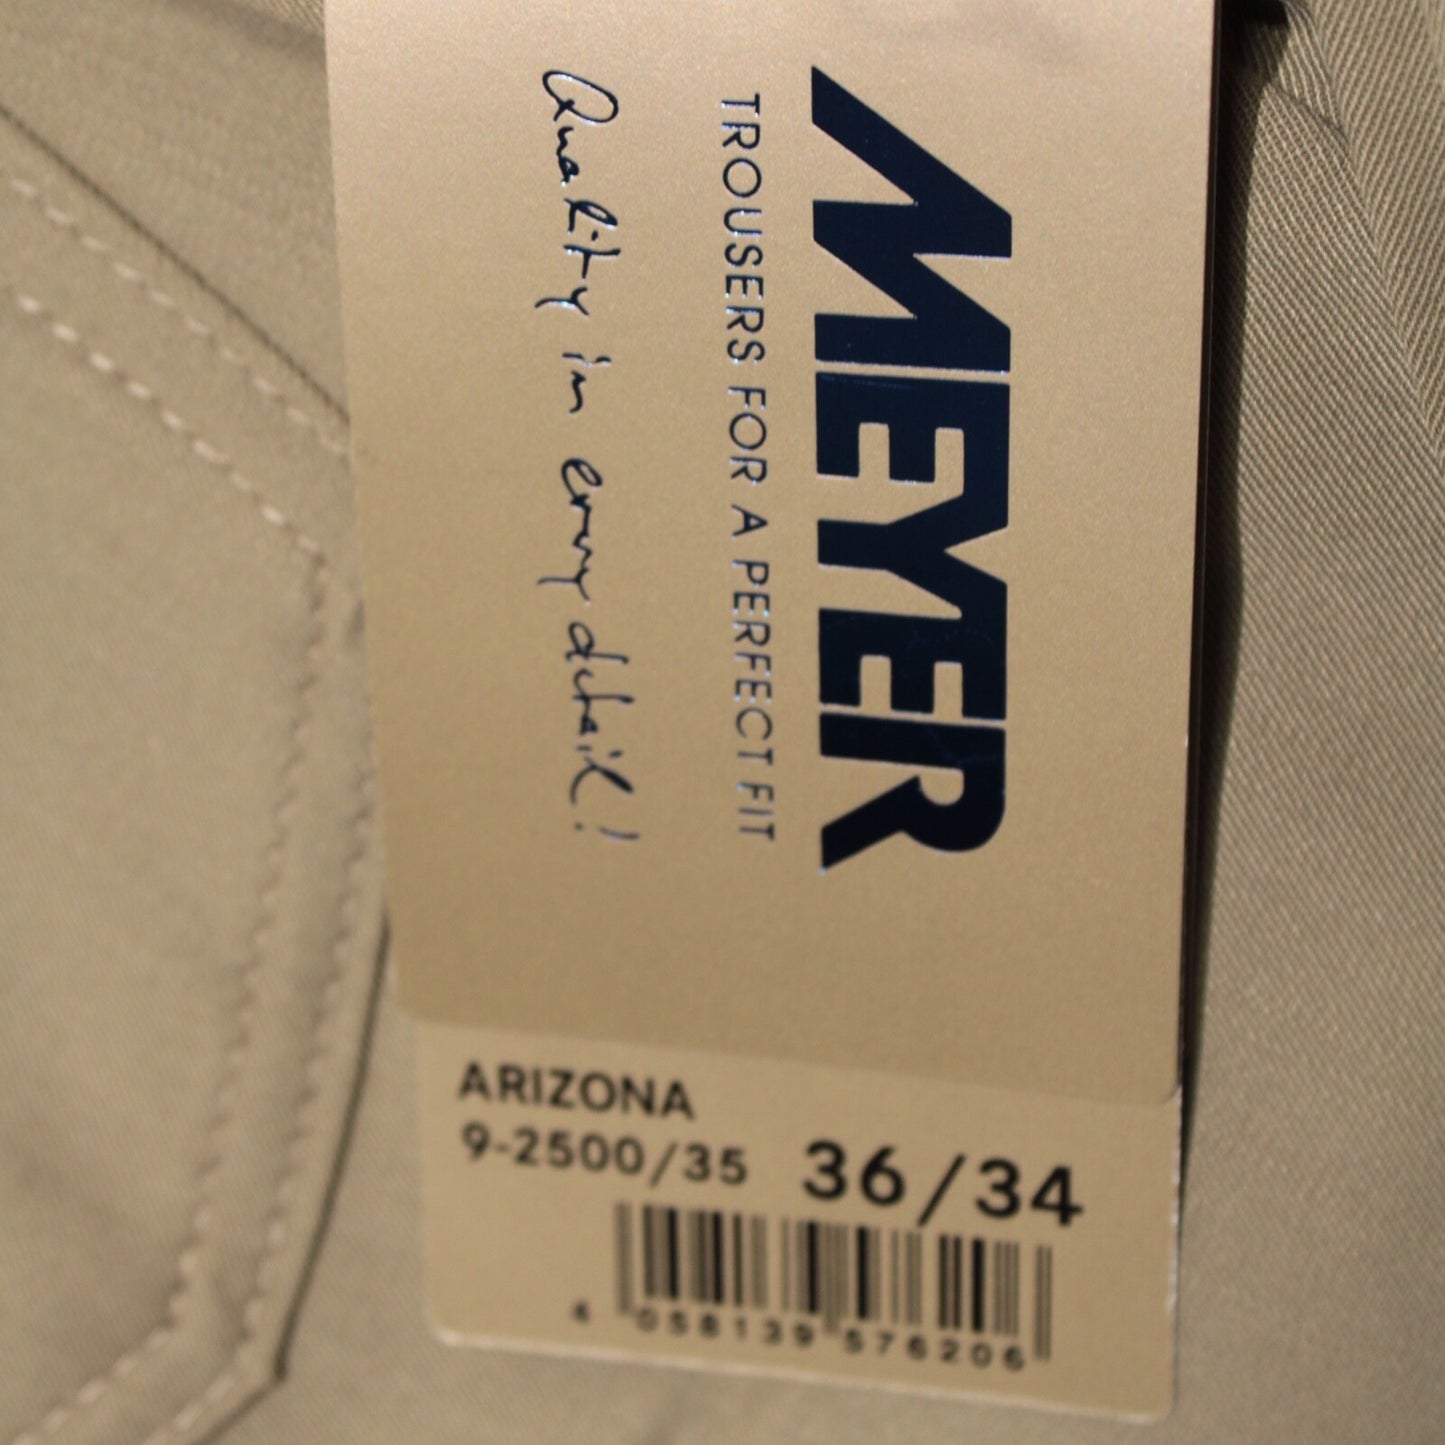 MEYER
TROUSERS FOR A PERFECT FIT
Quality in every detail!
ARIZONA
9-2500/35 36/34
4 058139 576206